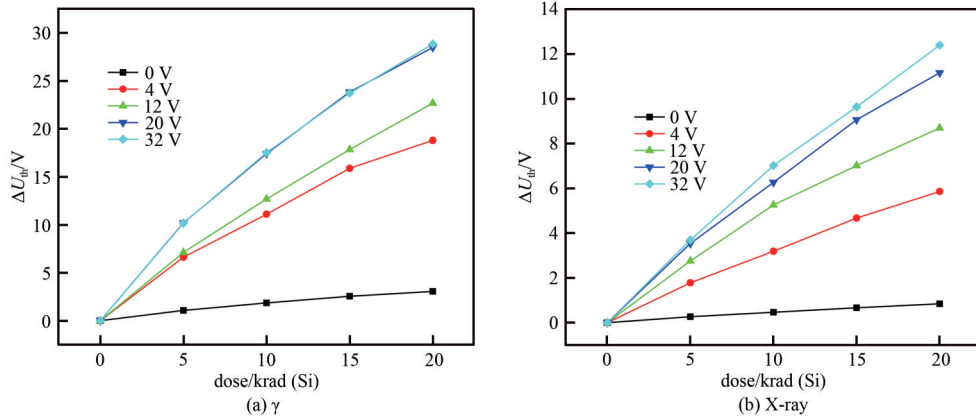 30
25
20
15
10
5
0
ΔU_th/V
0 V
4 V
12 V
20 V
32 V
0 5 10 15 20
dose/krad (Si)
(a) γ
14
12
10
8
6
4
2
0
ΔU_th/V
0 V
4 V
12 V
20 V
32 V
0 5 10 15 20
dose/krad (Si)
(b) X-ray